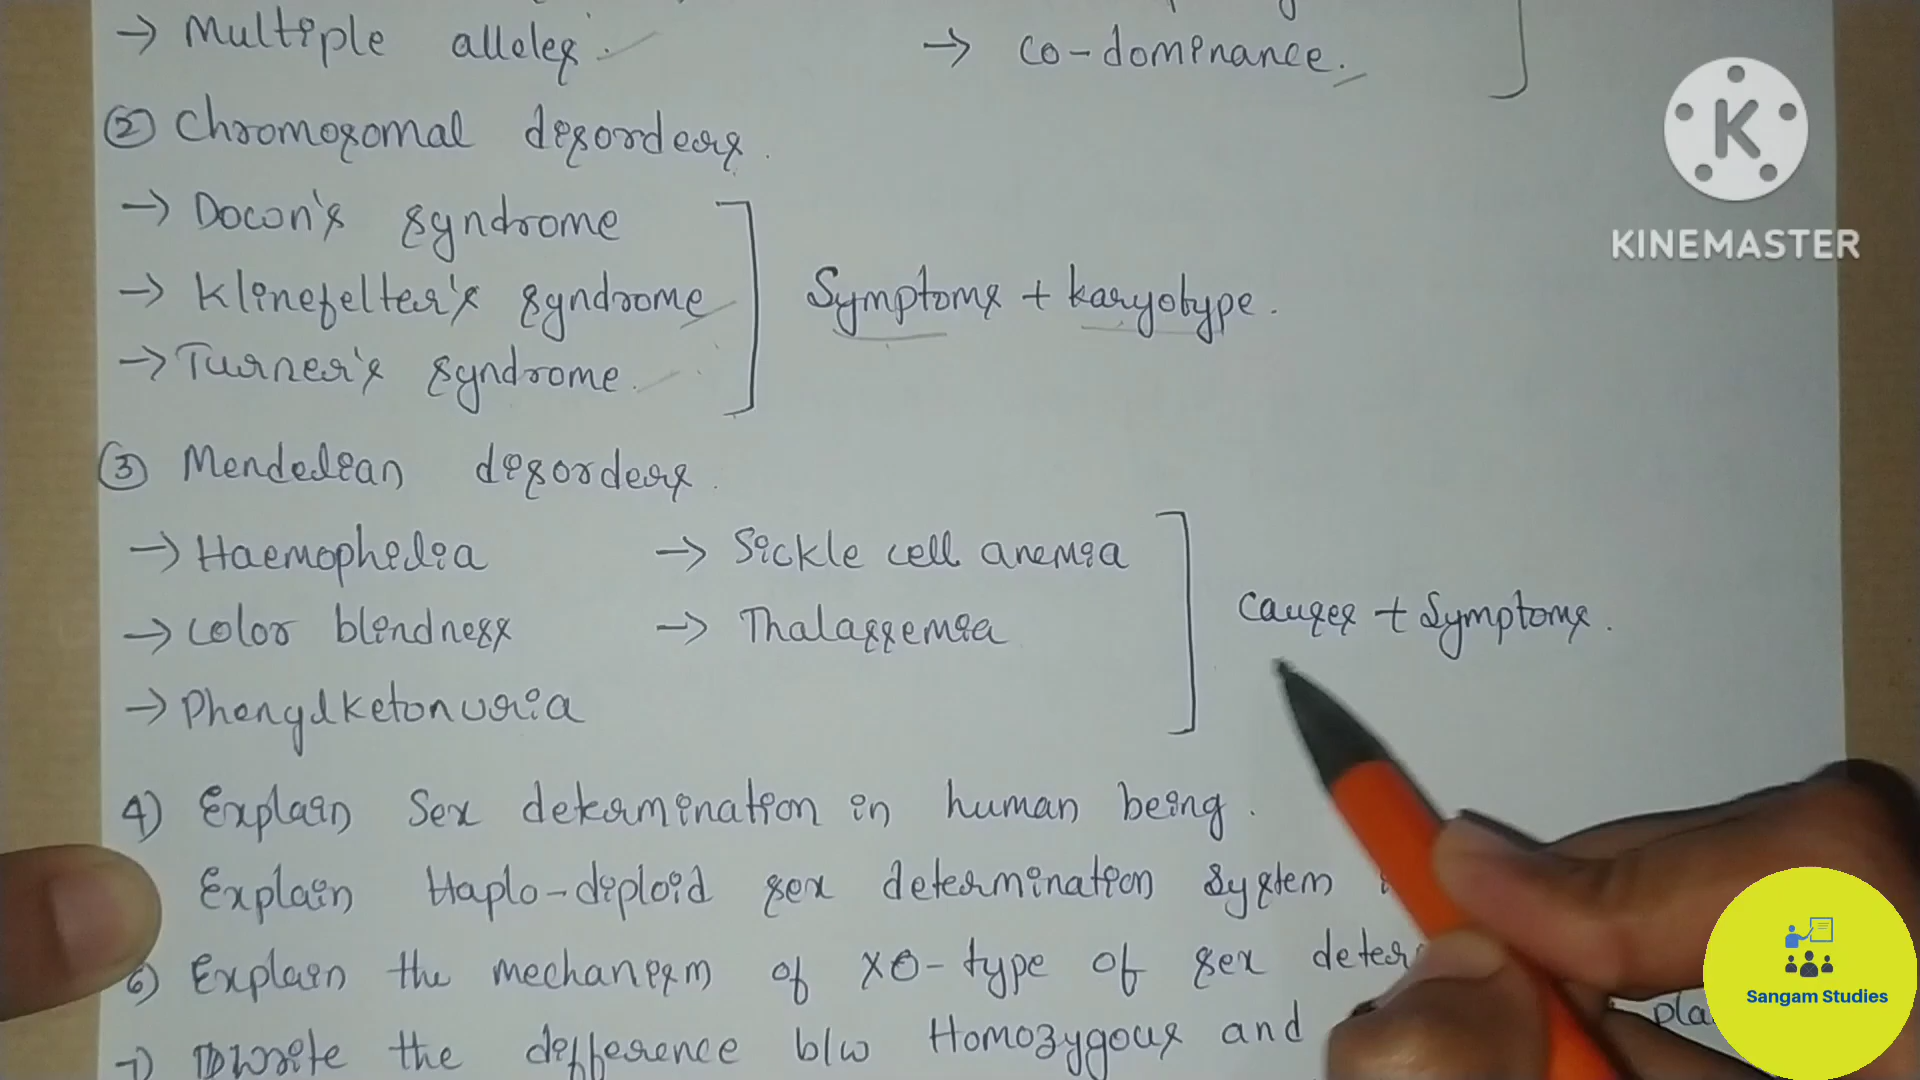 → Multiple alleles. → co-dominance.
② Chromosomal disorders.
→ Down's syndrome
→ Klinefelter's syndrome
→ Turner's syndrome.
Symptoms + karyotype.
③ Mendelian disorders.
→ Haemophilia → Sickle cell anemia
→ Color blindness → Thalassemia
→ Phenylketonuria
Causes + Symptoms.
4) Explain Sex determination in human being.
Explain Haplo-diploid sex determination system
6) Explain the mechanism of XO-type of sex deter
7) Write the difference b/w Homozygous and
KINEMASTER
Sangam Studies